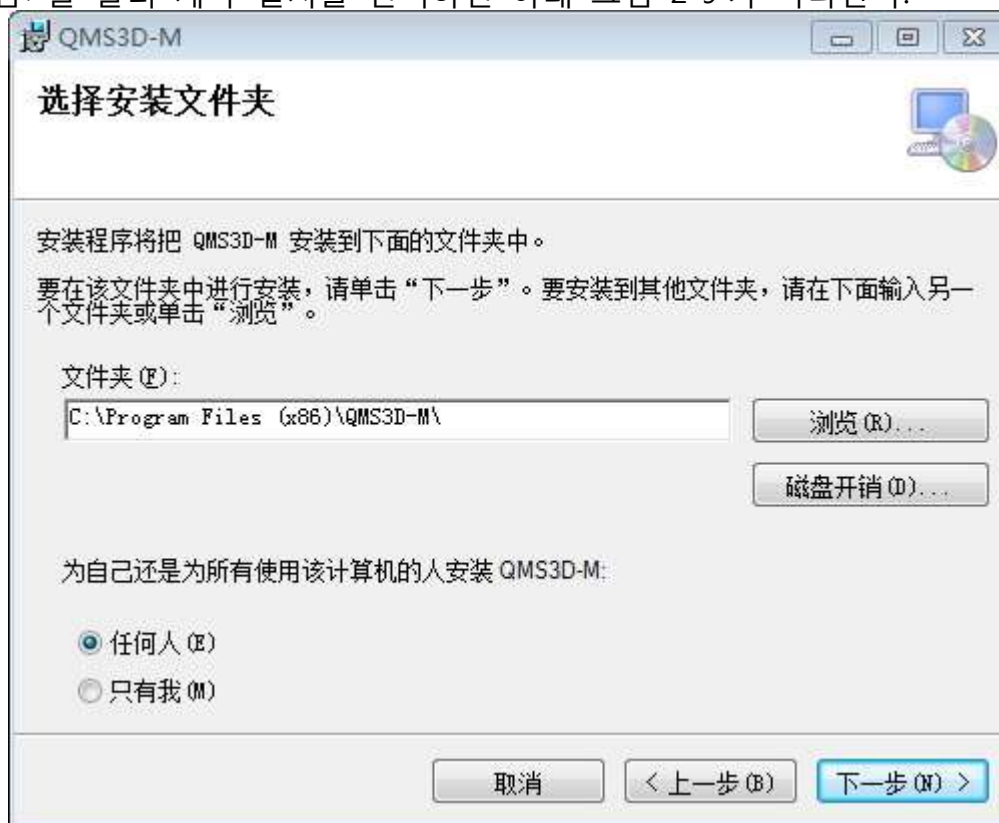 QMS3D-M
选择安装文件夹
安装程序将把 QMS3D-M 安装到下面的文件夹中。
要在该文件夹中进行安装，请单击“下一步”。要安装到其他文件夹，请在下面输入另一
个文件夹或单击“浏览”。
文件夹(F):
C:\Program Files (x86)\QMS3D-M\
浏览(R)...
磁盘开销(D)...
为自己还是为所有使用该计算机的人安装 QMS3D-M:
任何人(E)
只有我(M)
取消
< 上一步(B)
下一步(N) >